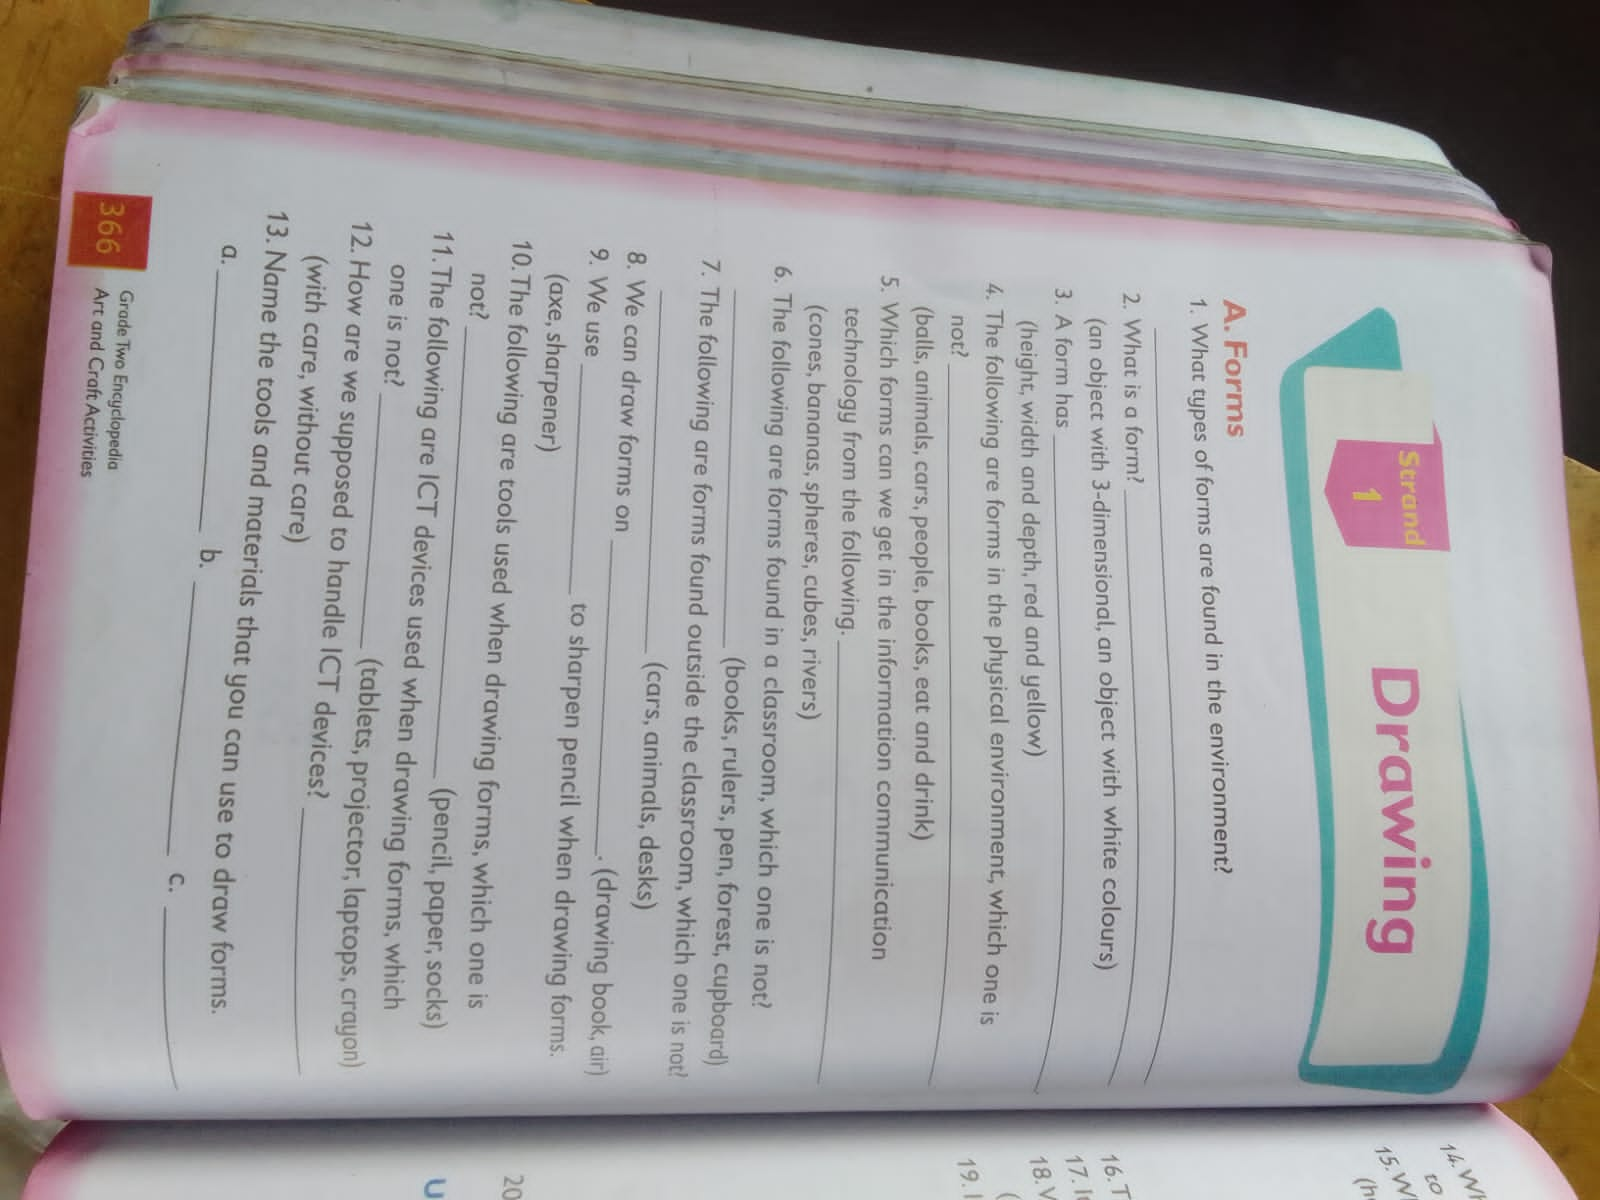 Strand
1
Drawing
A. Forms
1. What types of forms are found in the environment?
2. What is a form?
(an object with 3-dimensional, an object with white colours)
3. A form has
(height, width and depth, red and yellow)
4. The following are forms in the physical environment, which one is
not?
(balls, animals, cars, people, books, eat and drink)
5. Which forms can we get in the information communication
technology from the following.
(cones, bananas, spheres, cubes, rivers)
6. The following are forms found in a classroom, which one is not?
(books, rulers, pen, forest, cupboard)
7. The following are forms found outside the classroom, which one is not?
(cars, animals, desks)
8. We can draw forms on . (drawing book, air)
9. We use to sharpen pencil when drawing forms.
(axe, sharpener)
10. The following are tools used when drawing forms, which one is
not? (pencil, paper, socks)
11. The following are ICT devices used when drawing forms, which
one is not? (tablets, projector, laptops, crayon)
12. How are we supposed to handle ICT devices?
(with care, without care)
13. Name the tools and materials that you can use to draw forms.
a. b. c.
366
Grade Two Encyclopedia
Art and Craft Activities
14.
to
15.
16.
17.
18.
19.
20